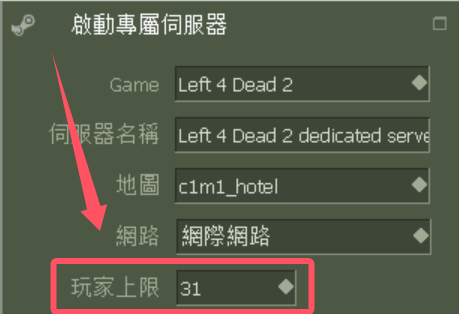 啟動專屬伺服器
Game Left 4 Dead 2
伺服器名稱 Left 4 Dead 2 dedicated serve
地圖 c1m1_hotel
網路 網際網路
玩家上限 31